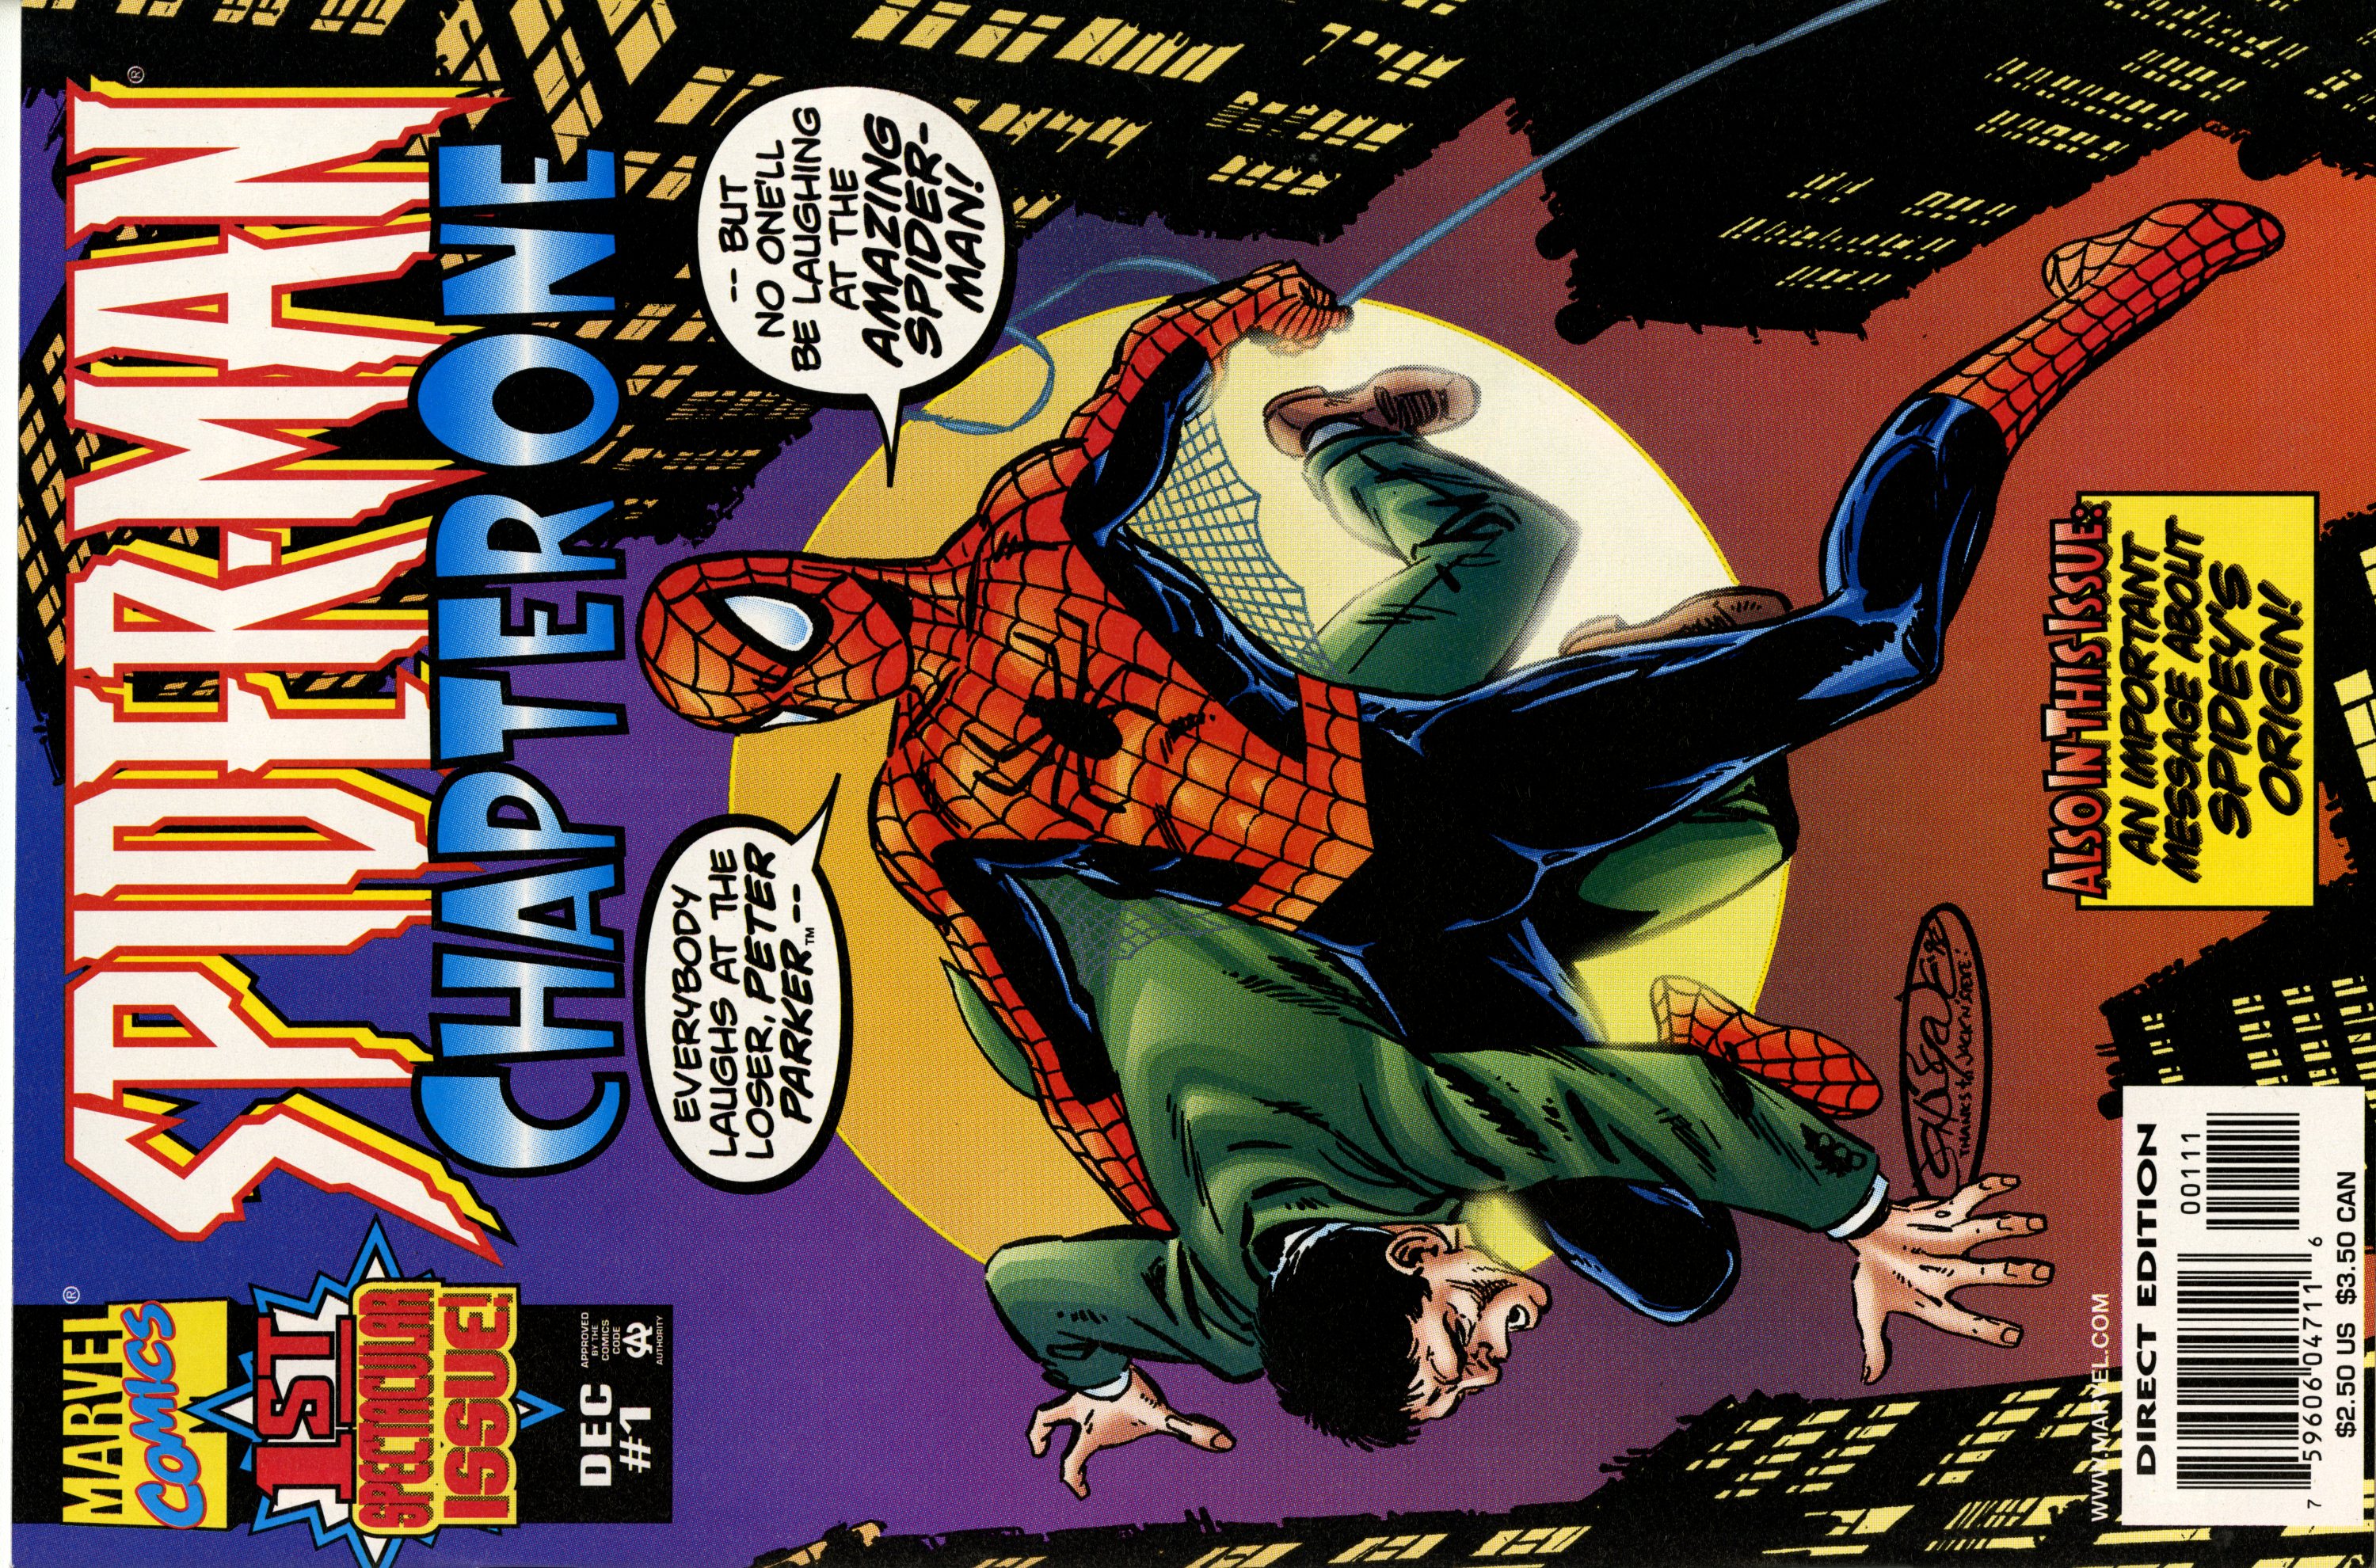 MARVEL®
COMICS
1ST
SPECTACULAR
ISSUE!
DEC
#1
APPROVED
BY THE
COMICS
CODE
CA
AUTHORITY
SPIDER-MAN®
CHAPTER ONE
EVERYBODY
LAUGHS AT THE
LOSER, PETER
PARKER™ --
-- BUT
NO ONE'LL
BE LAUGHING
AT THE
AMAZING
SPIDER-
MAN!
THANKS to JACK 'N' STEVE!
WWW.MARVEL.COM
DIRECT EDITION
00111
7 59606 04711 6
$2.50 US $3.50 CAN
ALSO IN THIS ISSUE:
AN IMPORTANT
MESSAGE ABOUT
SPIDEY'S
ORIGIN!